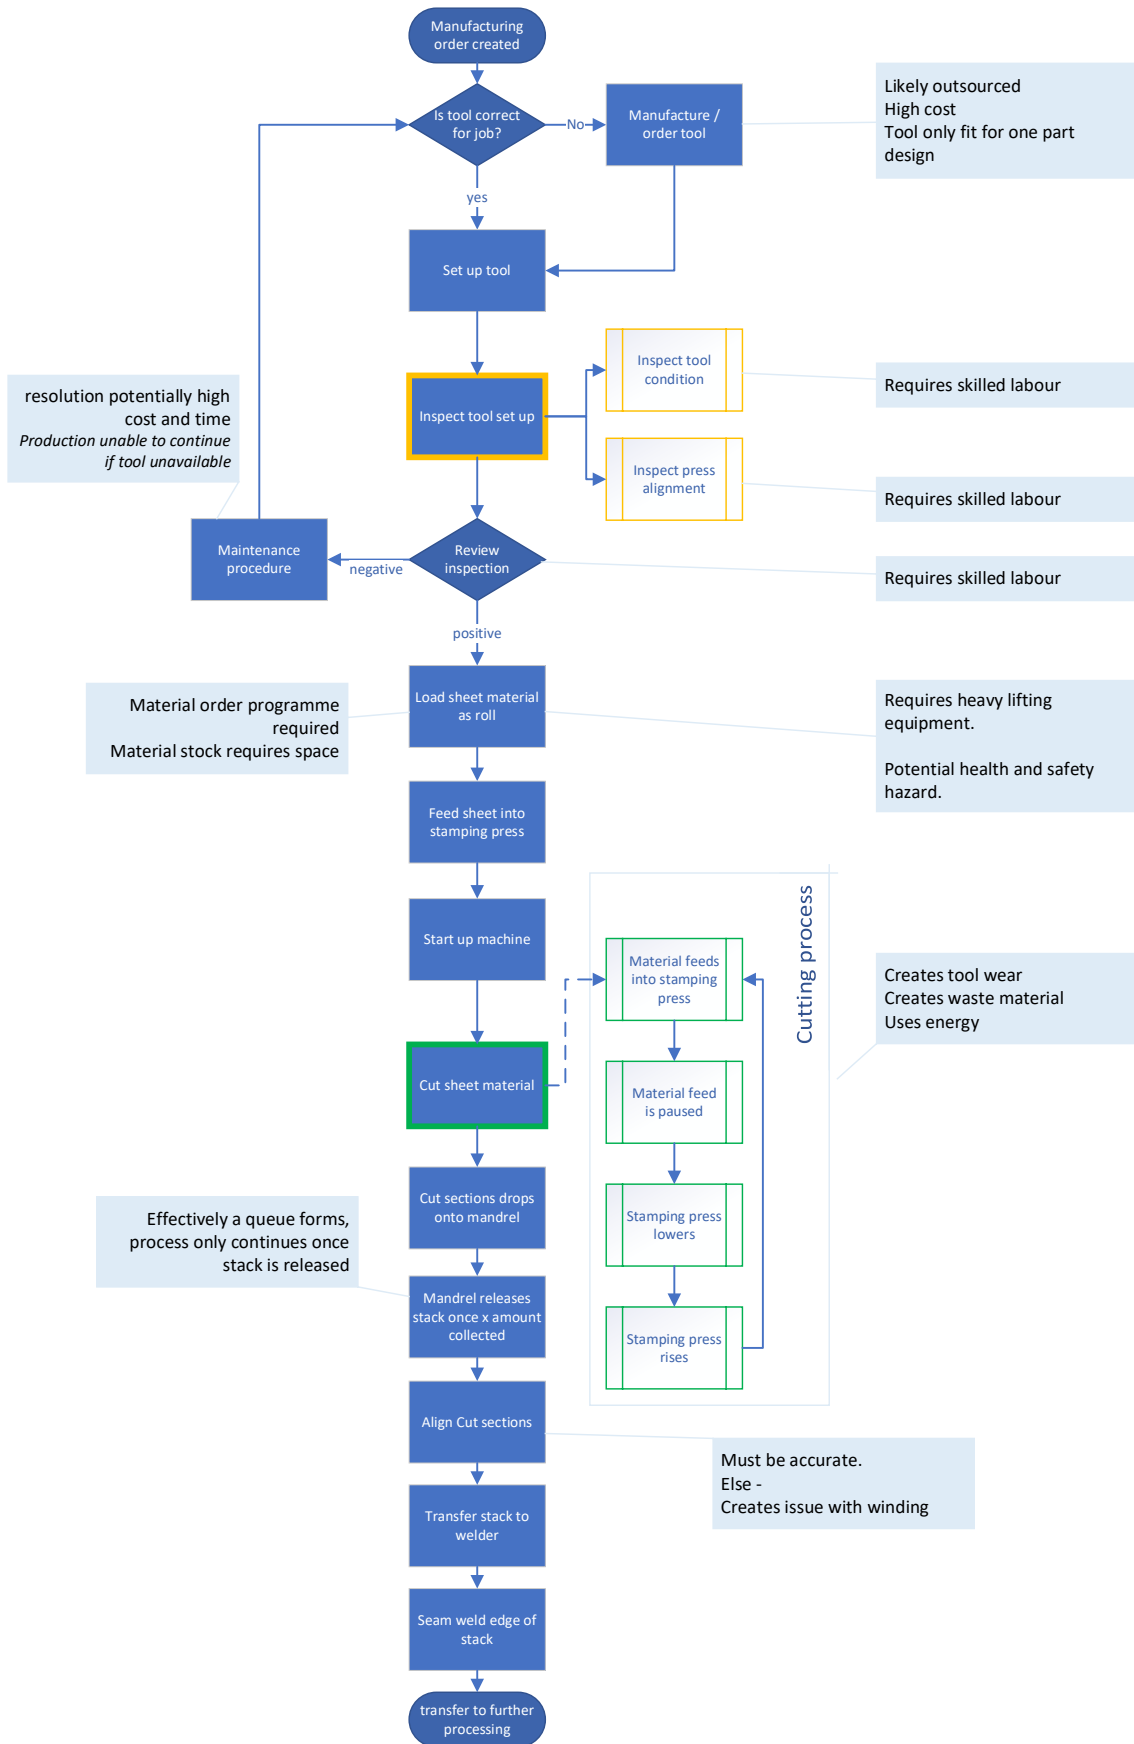 Manufacturing
order created
Is tool correct
for job?
No
Manufacture /
order tool
Likely outsourced
High cost
Tool only fit for one part
design
yes
Set up tool
Inspect tool
condition
Requires skilled labour
resolution potentially high
cost and time
Production unable to continue
if tool unavailable
Inspect tool set up
Inspect press
alignment
Requires skilled labour
Maintenance
procedure
negative
Review
inspection
Requires skilled labour
positive
Material order programme
required
Material stock requires space
Load sheet material
as roll
Requires heavy lifting
equipment.
Potential health and safety
hazard.
Feed sheet into
stamping press
Start up machine
Cutting process
Material feeds
into stamping
press
Creates tool wear
Creates waste material
Uses energy
Cut sheet material
Material feed
is paused
Cut sections drops
onto mandrel
Stamping press
lowers
Effectively a queue forms,
process only continues once
stack is released
Mandrel releases
stack once x amount
collected
Stamping press
rises
Align Cut sections
Must be accurate.
Else -
Creates issue with winding
Transfer stack to
welder
Seam weld edge of
stack
transfer to further
processing